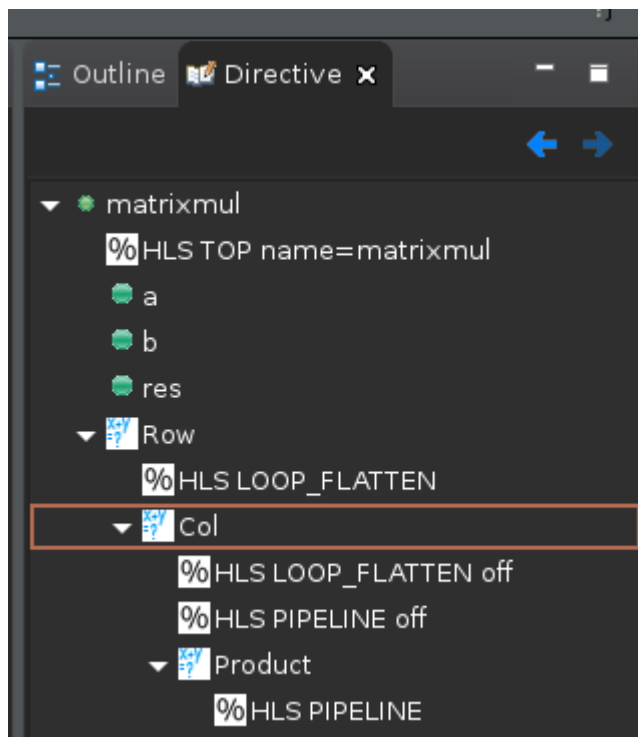 Outline Directive
matrixmul
% HLS TOP name=matrixmul
a
b
res
x+y
=?
Row
% HLS LOOP_FLATTEN
x+y
=?
Col
% HLS LOOP_FLATTEN off
% HLS PIPELINE off
x+y
=?
Product
% HLS PIPELINE